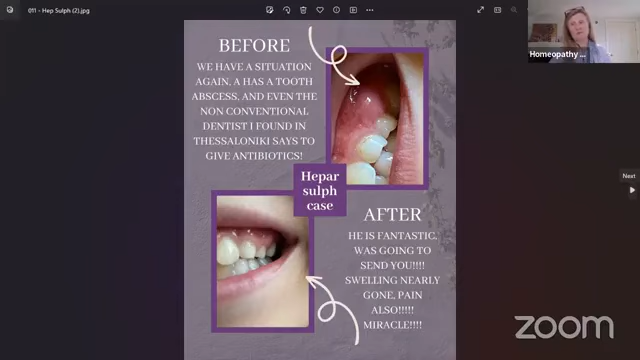 011 - Hep Sulph (2).jpg
Homeopathy ...
BEFORE
WE HAVE A SITUATION
AGAIN, A HAS A TOOTH
ABSCESS, AND EVEN THE
NON CONVENTIONAL
DENTIST I FOUND IN
THESSALONIKI SAYS TO
GIVE ANTIBIOTICS!
Hepar
sulph
case
Next
AFTER
HE IS FANTASTIC,
WAS GOING TO
SEND YOU!!!!
SWELLING NEARLY
GONE, PAIN
ALSO!!!!!
MIRACLE!!!!
zoom